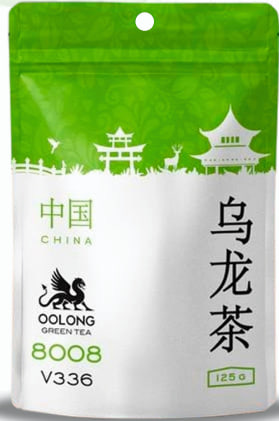 中国
CHINA
乌龙茶
OOLONG
GREEN TEA
8008
V336
125 G